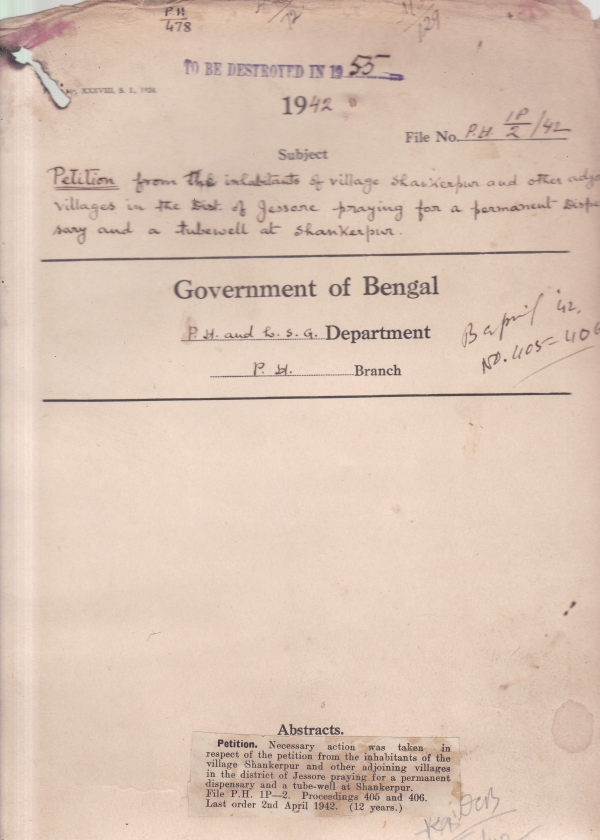 P.H
478
TO BE DESTROYED IN 1955
XXXVIII, S. I., 1926.
1942
File No. P.H. 1P/2/42
Subject
Petition from the inhabitants of village Shankerpur and other adjo
villages in the Dist. of Jessore praying for a permanent Dispe
sary and a tubewell at Shankerpur.
Government of Bengal
P.H. and L.S.G. Department
P.H. Branch
B April '42.
NO. 405-406
Abstracts.
Petition. Necessary action was taken in
respect of the petition from the inhabitants of the
village Shankerpur and other adjoining villages
in the district of Jessore praying for a permanent
dispensary and a tube-well at Shankerpur.
File P.H. 1P—2. Proceedings 405 and 406.
Last order 2nd April 1942. (12 years.)